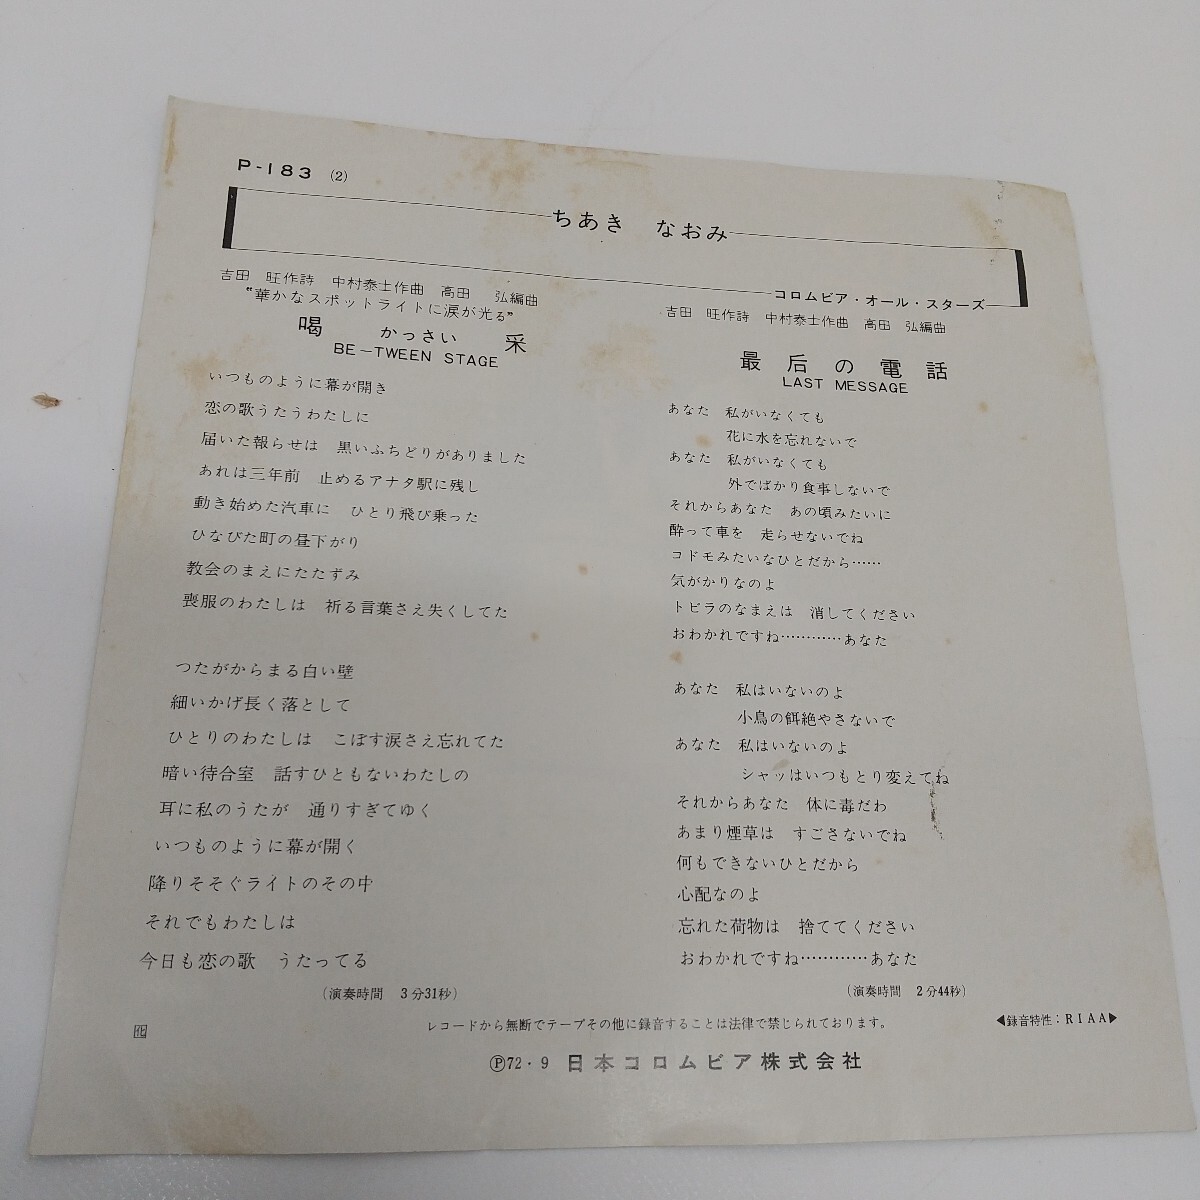 P-183 (2)
ちあき なおみ
コロムビア・オール・スターズ
吉田 旺作詩 中村泰士作曲 高田 弘編曲
"華かなスポットライトに涙が光る"
喝 かっさい 采
BE-TWEEN STAGE
いつものように幕が開き
恋の歌うたうわたしに
届いた報らせは 黒いふちどりがありました
あれは三年前 止めるアナタ駅に残し
動き始めた汽車に ひとり飛び乗った
ひなびた町の昼下がり
教会のまえにたたずみ
喪服のわたしは 祈る言葉さえ失くしてた
つたがからまる白い壁
細いかげ長く落として
ひとりのわたしは こぼす涙さえ忘れてた
暗い待合室 話すひともないわたしの
耳に私のうたが 通りすぎてゆく
いつものように幕が開く
降りそそぐライトのその中
それでもわたしは
今日も恋の歌 うたってる
(演奏時間 3分31秒)
吉田 旺作詩 中村泰士作曲 高田 弘編曲
最后の電話
LAST MESSAGE
あなた 私がいなくても
花に水を忘れないで
あなた 私がいなくても
外でばかり食事しないで
それからあなた あの頃みたいに
酔って車を 走らせないでね
コドモみたいなひとだから……
気がかりなのよ
トビラのなまえは 消してください
おわかれですね…………あなた
あなた 私はいないのよ
小鳥の餌絶やさないで
あなた 私はいないのよ
シャツはいつもとり変えてね
それからあなた 体に毒だわ
あまり煙草は すごさないでね
何もできないひとだから
心配なのよ
忘れた荷物は 捨ててください
おわかれですね…………あなた
(演奏時間 2分44秒)
レコードから無断でテープその他に録音することは法律で禁じられております。
◀録音特性:RIAA▶
Ⓟ72・9 日本コロムビア株式会社